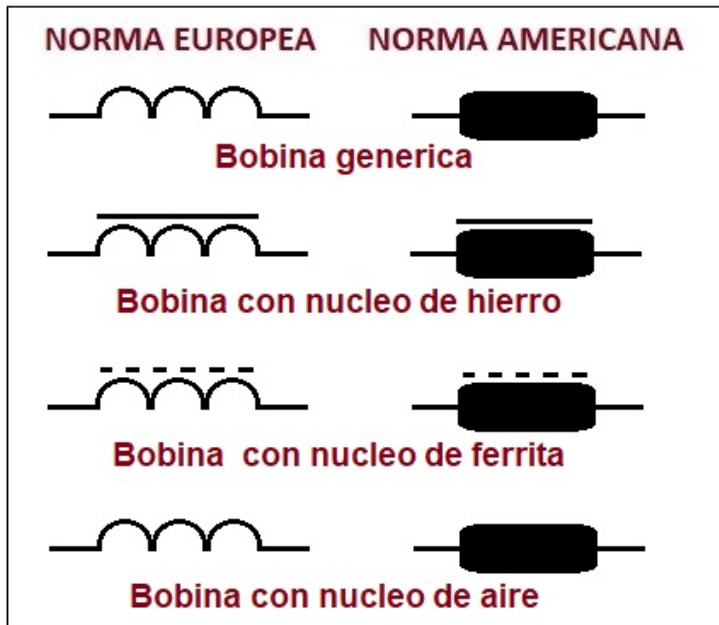 NORMA EUROPEA NORMA AMERICANA
Bobina generica
Bobina con nucleo de hierro
Bobina con nucleo de ferrita
Bobina con nucleo de aire